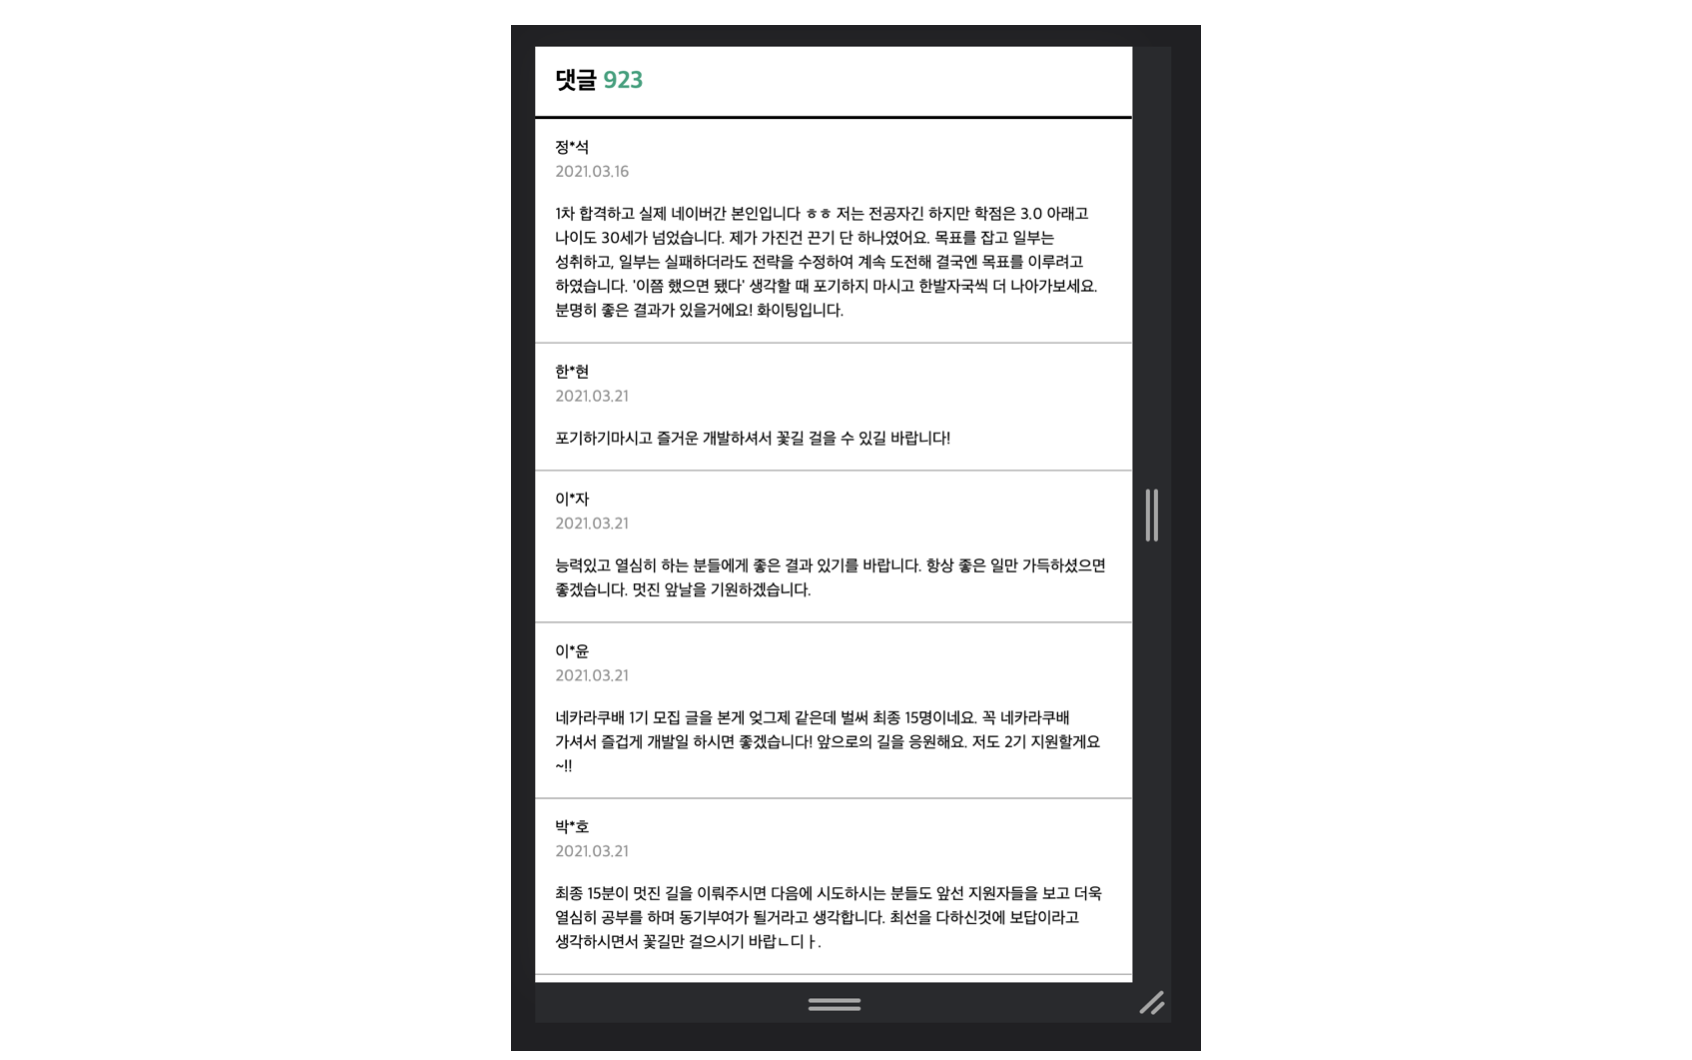 댓글 923
정*석
2021.03.16
1차 합격하고 실제 네이버간 본인입니다 ㅎㅎ 저는 전공자긴 하지만 학점은 3.0 아래고
나이도 30세가 넘었습니다. 제가 가진건 끈기 단 하나였어요. 목표를 잡고 일부는
성취하고, 일부는 실패하더라도 전략을 수정하여 계속 도전해 결국엔 목표를 이루려고
하였습니다. '이쯤 했으면 됐다' 생각할 때 포기하지 마시고 한발자국씩 더 나아가보세요.
분명히 좋은 결과가 있을거에요! 화이팅입니다.
한*현
2021.03.21
포기하기마시고 즐거운 개발하셔서 꽃길 걸을 수 있길 바랍니다!
이*자
2021.03.21
능력있고 열심히 하는 분들에게 좋은 결과 있기를 바랍니다. 항상 좋은 일만 가득하셨으면
좋겠습니다. 멋진 앞날을 기원하겠습니다.
이*윤
2021.03.21
네카라쿠배 1기 모집 글을 본게 엊그제 같은데 벌써 최종 15명이네요. 꼭 네카라쿠배
가셔서 즐겁게 개발일 하시면 좋겠습니다! 앞으로의 길을 응원해요. 저도 2기 지원할게요
~!!
박*호
2021.03.21
최종 15분이 멋진 길을 이뤄주시면 다음에 시도하시는 분들도 앞선 지원자들을 보고 더욱
열심히 공부를 하며 동기부여가 될거라고 생각합니다. 최선을 다하신것에 보답이라고
생각하시면서 꽃길만 걸으시기 바랍ㄴ디ㅏ.